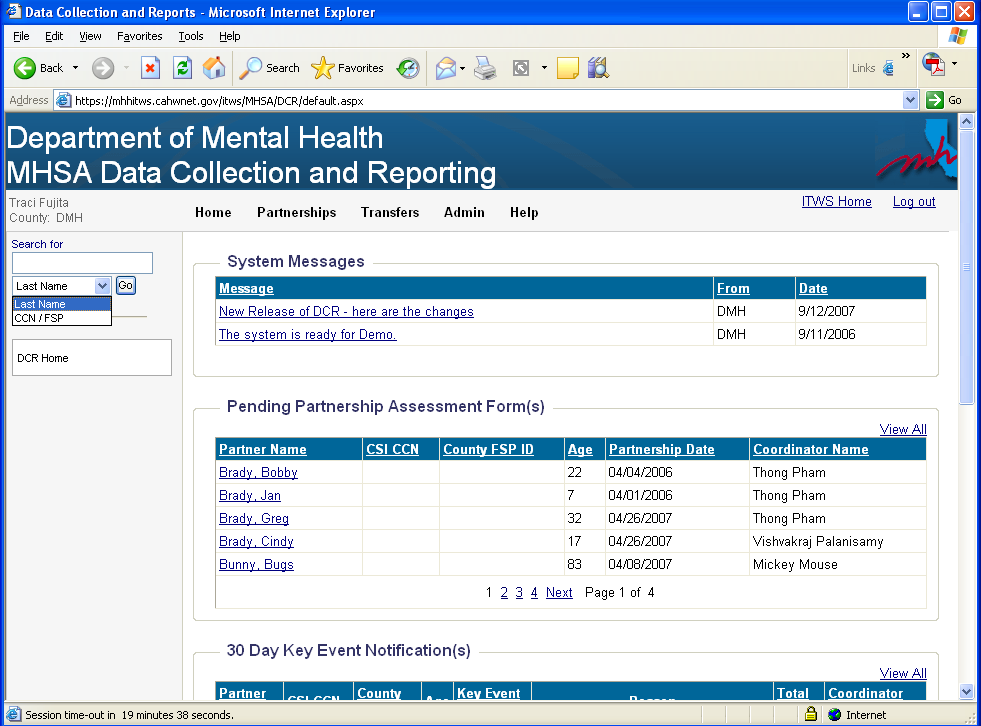 Data Collection and Reports - Microsoft Internet Explorer
File Edit View Favorites Tools Help
Back Search Favorites Links »
Address https://mhhitws.cahwnet.gov/itws/MHSA/DCR/default.aspx Go
Department of Mental Health
MHSA Data Collection and Reporting
mh
Traci Fujita
County: DMH
Home Partnerships Transfers Admin Help
ITWS Home Log out
Search for
Last Name Go
Last Name
CCN / FSP
DCR Home
System Messages
Message From Date
New Release of DCR - here are the changes DMH 9/12/2007
The system is ready for Demo. DMH 9/11/2006
Pending Partnership Assessment Form(s)
View All
Partner Name CSI CCN County FSP ID Age Partnership Date Coordinator Name
Brady, Bobby 22 04/04/2006 Thong Pham
Brady, Jan 7 04/01/2006 Thong Pham
Brady, Greg 32 04/26/2007 Thong Pham
Brady, Cindy 17 04/26/2007 Vishvakraj Palanisamy
Bunny, Bugs 83 04/08/2007 Mickey Mouse
1 2 3 4 Next Page 1 of 4
30 Day Key Event Notification(s)
View All
Partner CSI CCN County Age Key Event Reason Total Coordinator
Session time-out in 19 minutes 38 seconds. Internet